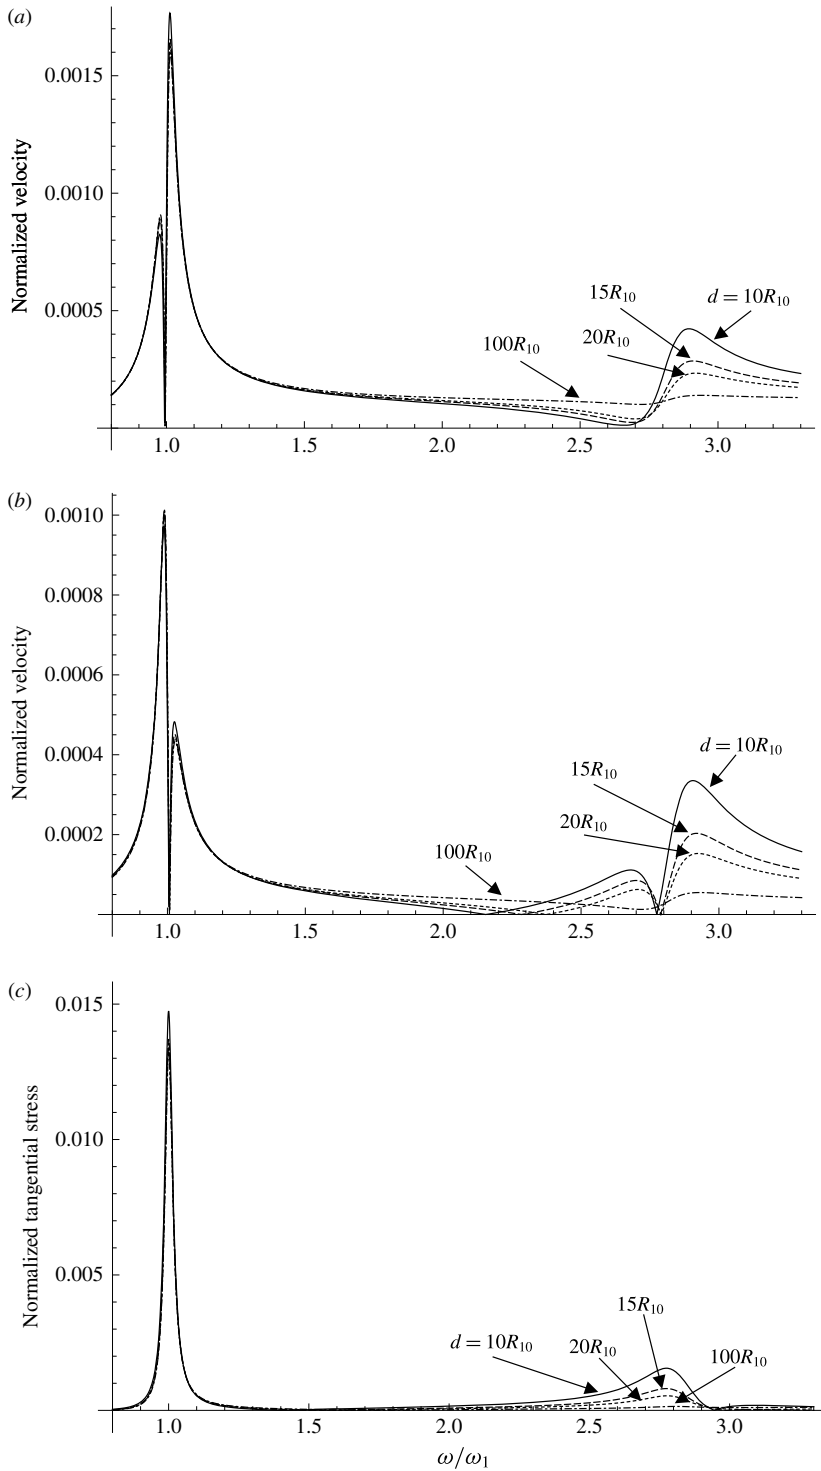 (a)
0.0015
0.0010
0.0005
Normalized velocity
15R10
d = 10R10
20R10
100R10
1.0 1.5 2.0 2.5 3.0
(b)
0.0010
0.0008
0.0006
0.0004
0.0002
Normalized velocity
d = 10R10
15R10
20R10
100R10
1.0 1.5 2.0 2.5 3.0
(c)
0.015
0.010
0.005
Normalized tangential stress
15R10
d = 10R10
20R10
100R10
1.0 1.5 2.0 2.5 3.0
ω/ω1